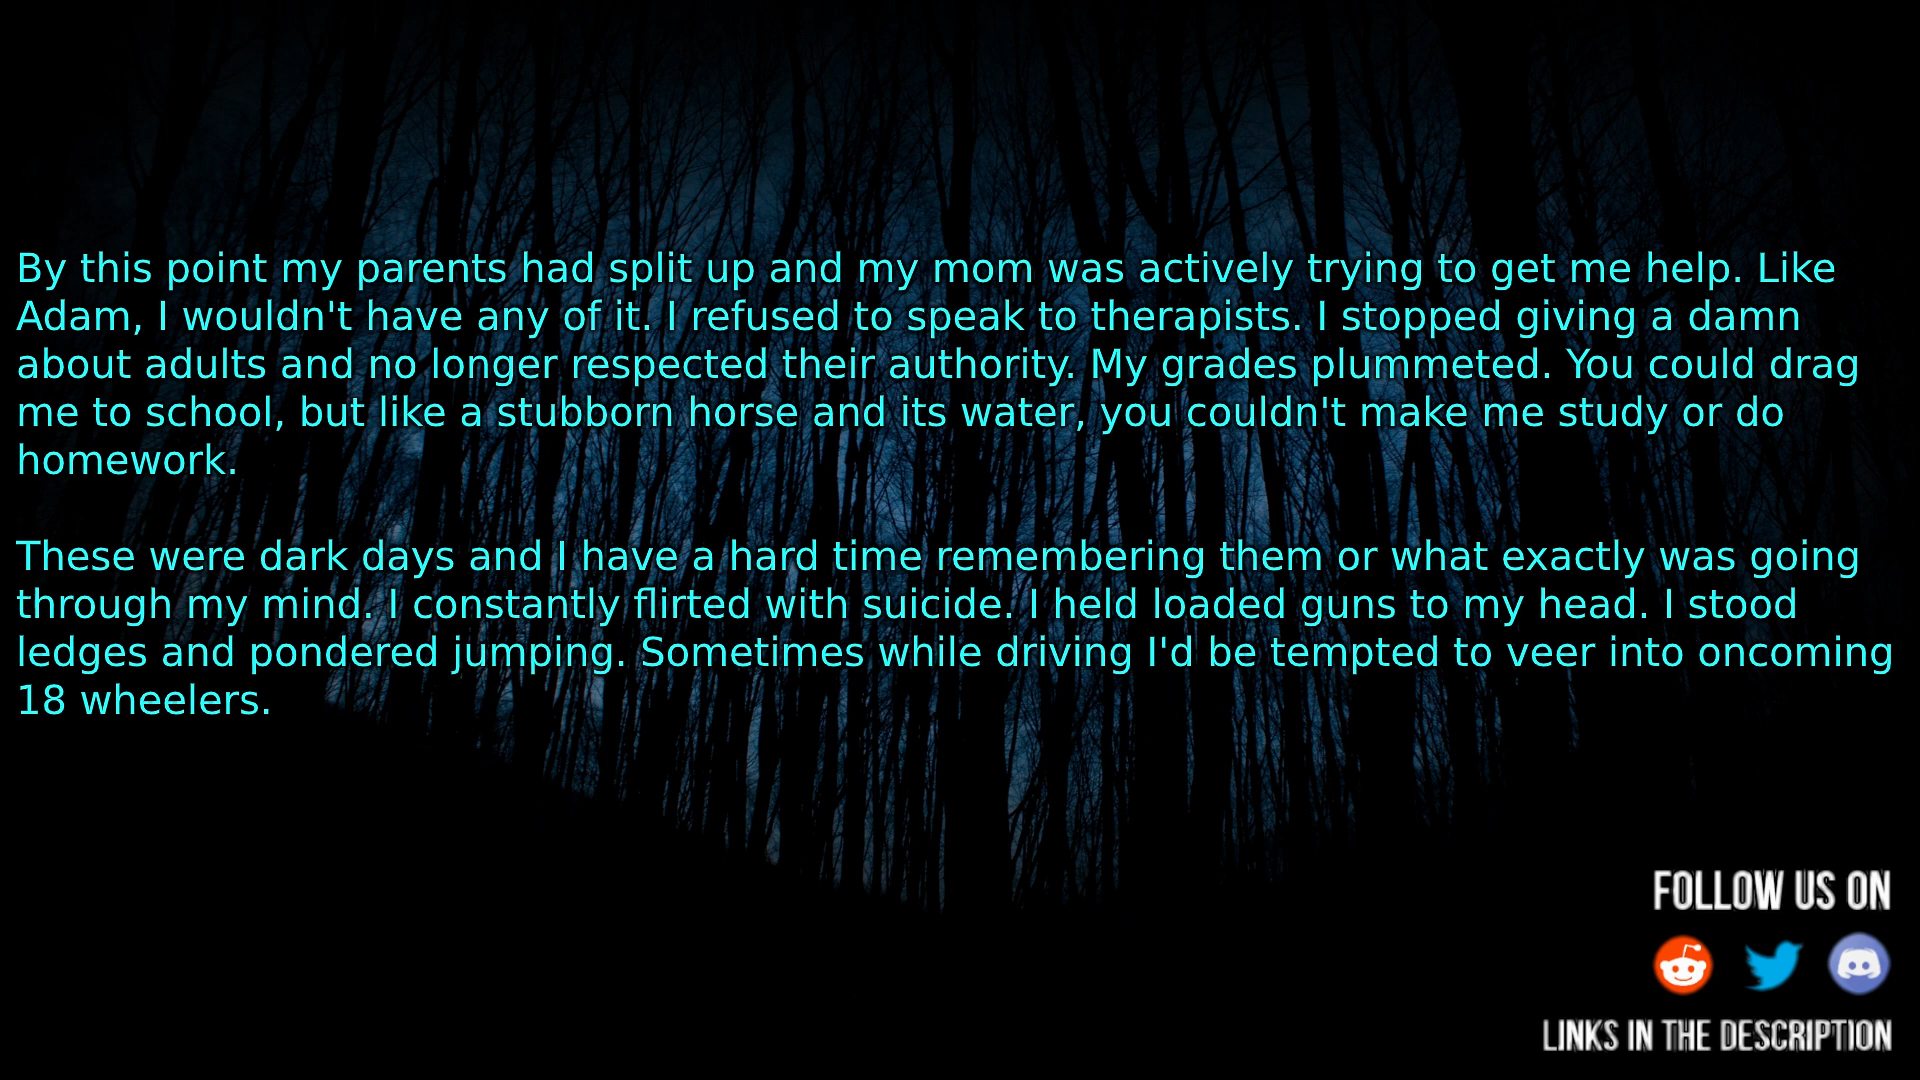 By this point my parents had split up and my mom was actively trying to get me help. Like
Adam, I wouldn't have any of it. I refused to speak to therapists. I stopped giving a damn
about adults and no longer respected their authority. My grades plummeted. You could drag
me to school, but like a stubborn horse and its water, you couldn't make me study or do
homework.
These were dark days and I have a hard time remembering them or what exactly was going
through my mind. I constantly flirted with suicide. I held loaded guns to my head. I stood
ledges and pondered jumping. Sometimes while driving I'd be tempted to veer into oncoming
18 wheelers.
FOLLOW US ON
LINKS IN THE DESCRIPTION